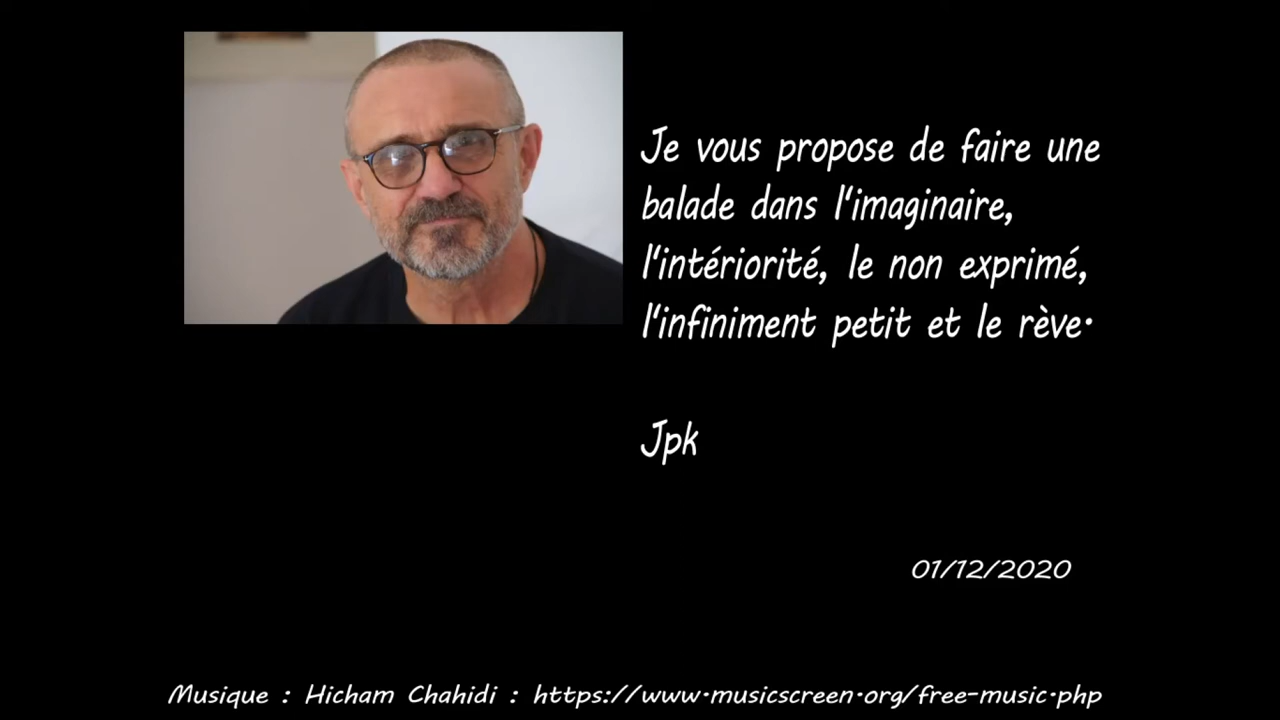 Je vous propose de faire une
balade dans l'imaginaire,
l'intériorité, le non exprimé,
l'infiniment petit et le rêve.
Jpk
01/12/2020
Musique : Hicham Chahidi : https://www.musicscreen.org/free-music.php